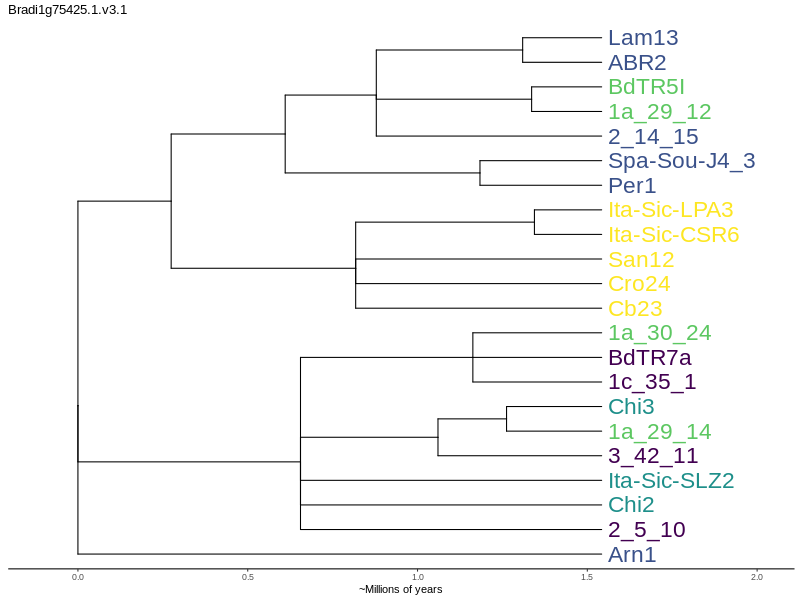 Bradi1g75425.1.v3.1
Lam13
ABR2
BdTR5I
1a_29_12
2_14_15
Spa-Sou-J4_3
Per1
Ita-Sic-LPA3
Ita-Sic-CSR6
San12
Cro24
Cb23
1a_30_24
BdTR7a
1c_35_1
Chi3
1a_29_14
3_42_11
Ita-Sic-SLZ2
Chi2
2_5_10
Arn1
0.0 0.5 1.0 1.5 2.0
~Millions of years